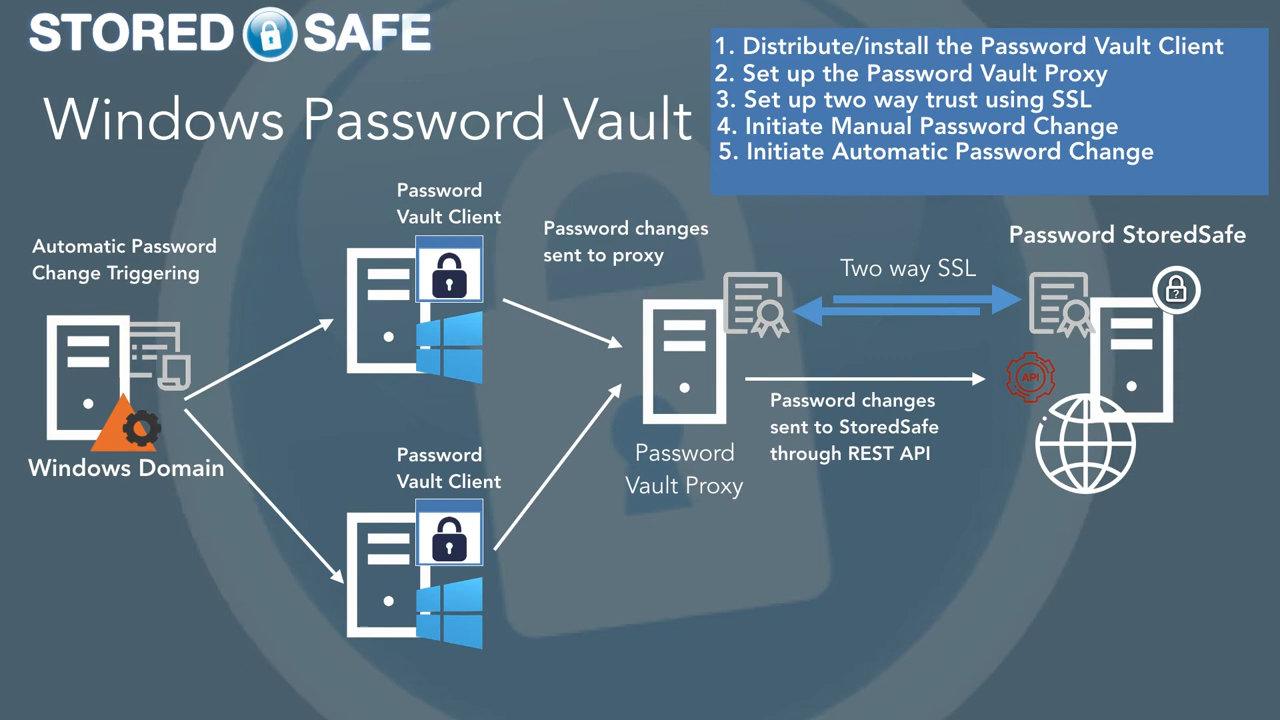 STORED SAFE
Windows Password Vault
1. Distribute/install the Password Vault Client
2. Set up the Password Vault Proxy
3. Set up two way trust using SSL
4. Initiate Manual Password Change
5. Initiate Automatic Password Change
Automatic Password
Change Triggering
Windows Domain
Password
Vault Client
Password
Vault Client
Password changes
sent to proxy
Password
Vault Proxy
Two way SSL
Password changes
sent to StoredSafe
through REST API
Password StoredSafe
?
API